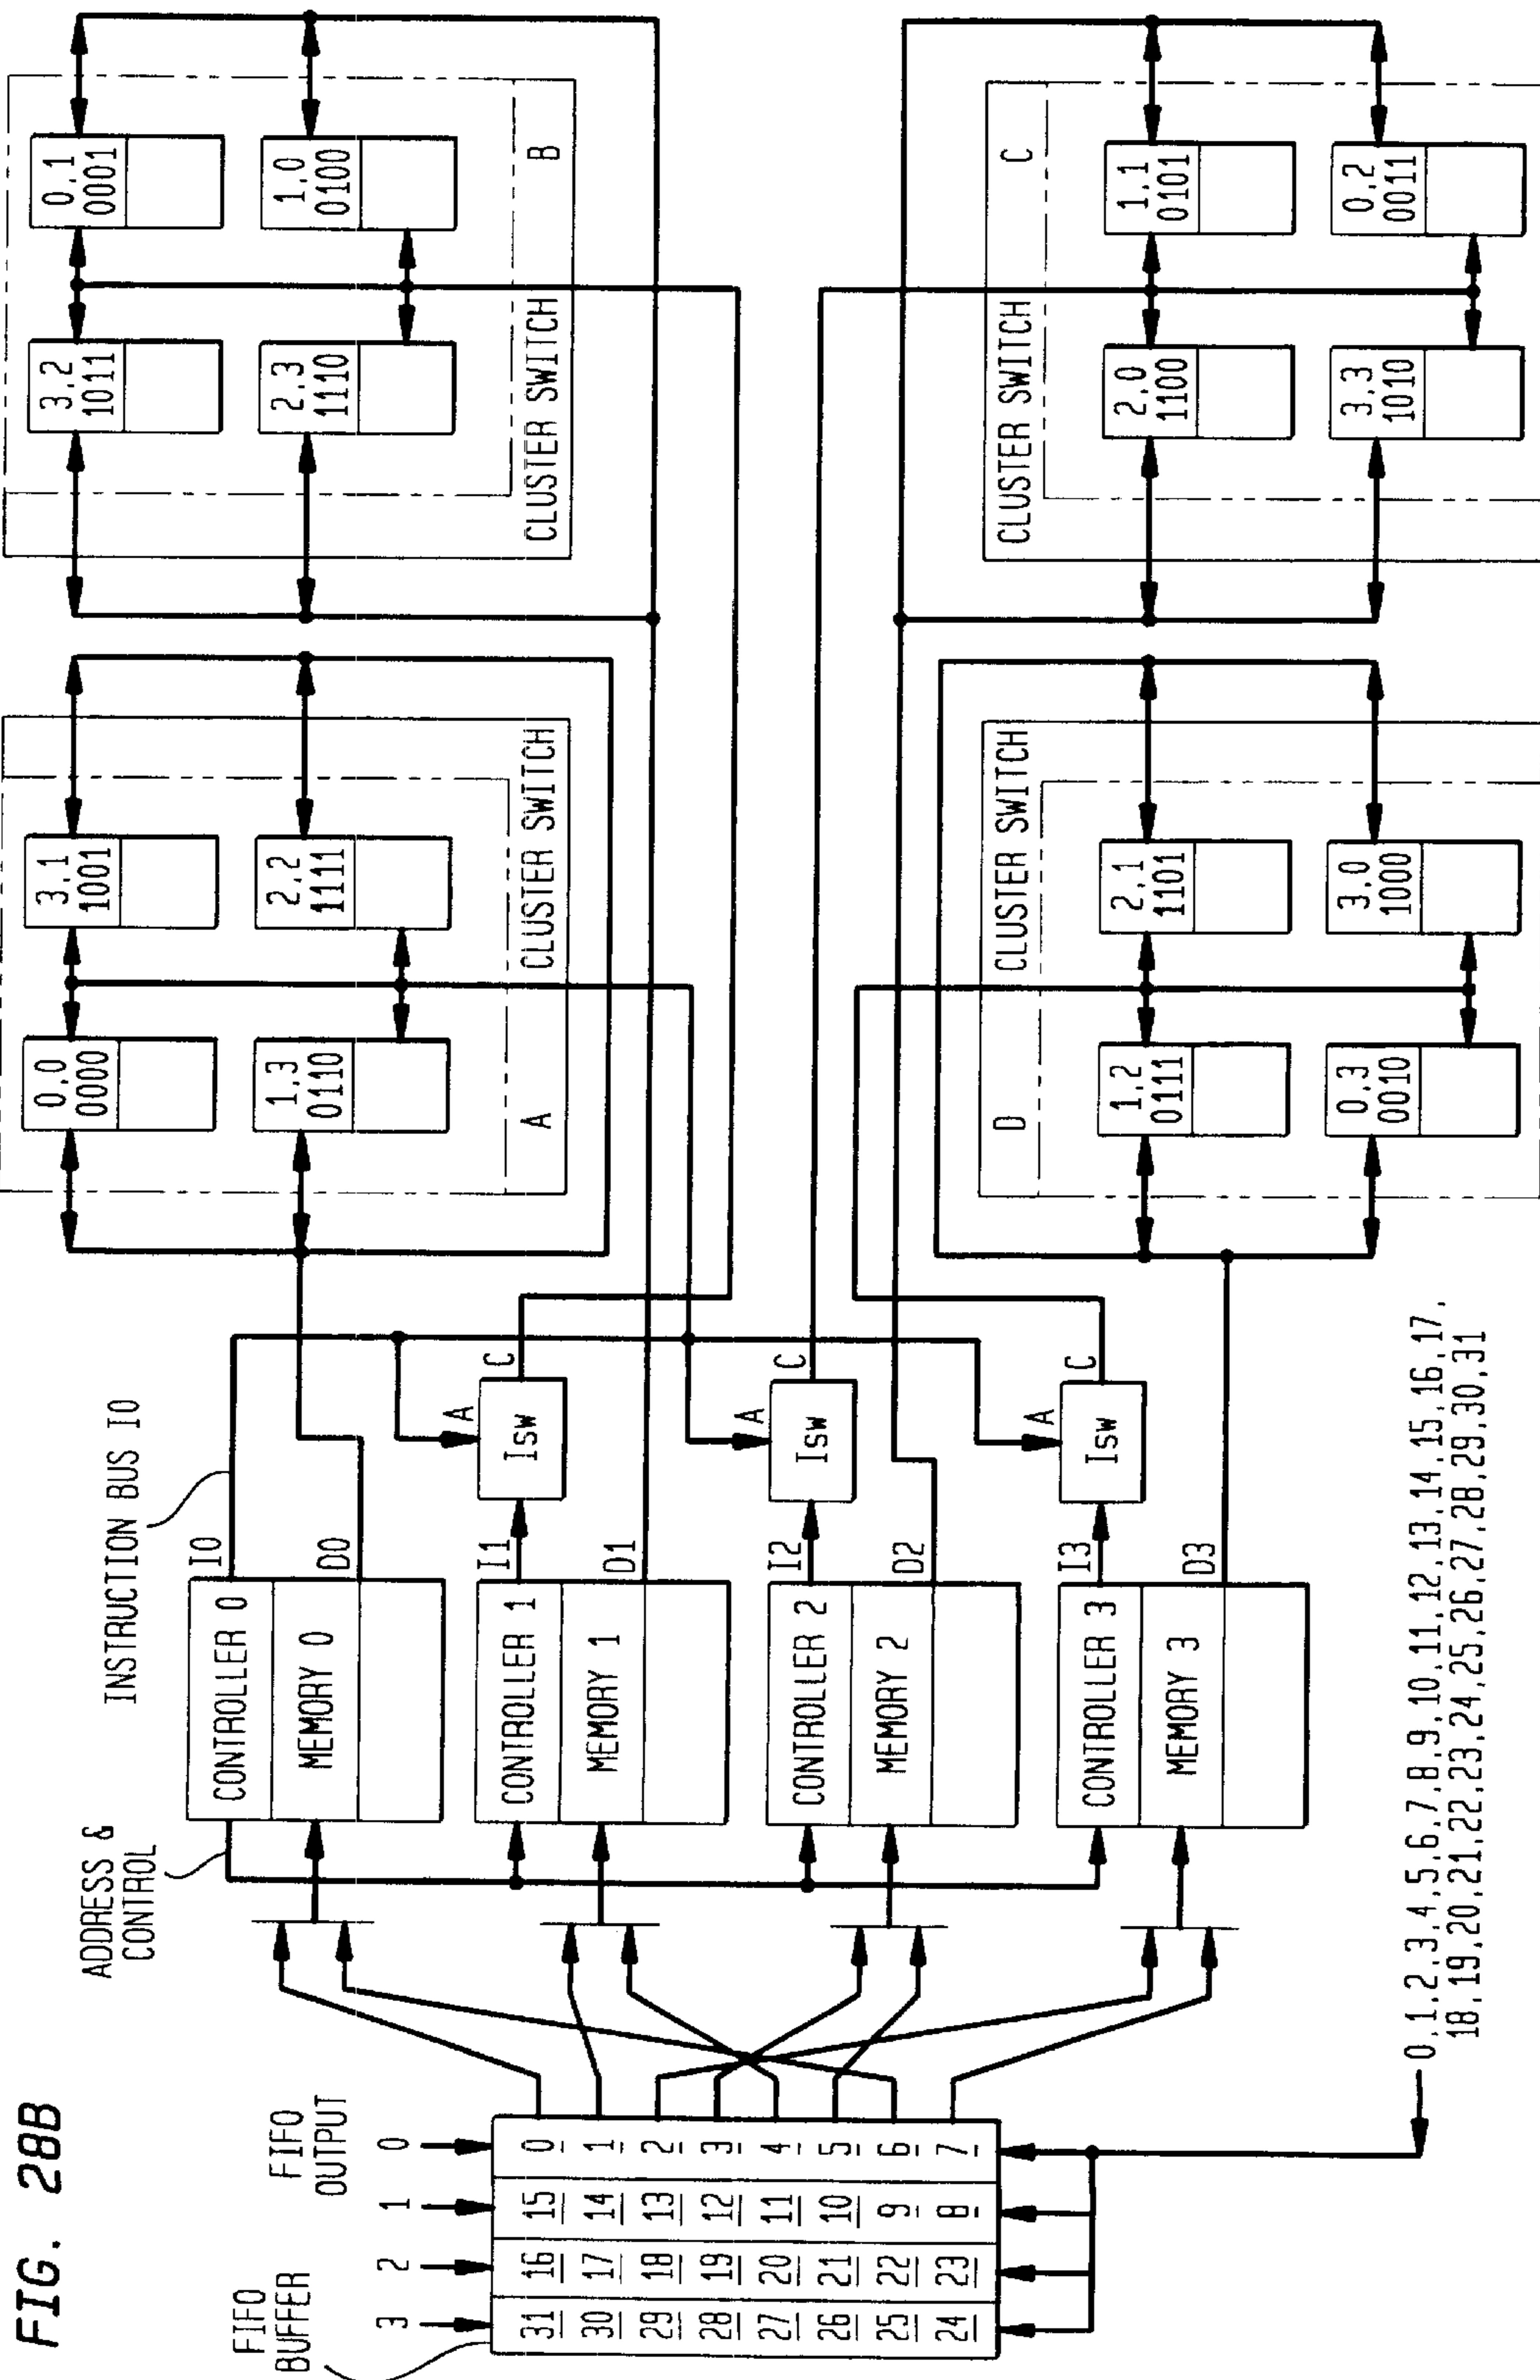 FIG. 28B
FIFO
BUFFER
FIFO
OUTPUT
3
2
1
0
31
16
15
0
30
17
14
1
29
18
13
2
28
19
12
3
27
20
11
4
26
21
10
5
25
22
9
6
24
23
8
7
0,1,2,3,4,5,6,7,8,9,10,11,12,13,14,15,16,17,
18,19,20,21,22,23,24,25,26,27,28,29,30,31
ADDRESS &
CONTROL
INSTRUCTION BUS I0
CONTROLLER 0
I0
MEMORY 0
D0
CONTROLLER 1
I1
MEMORY 1
D1
CONTROLLER 2
I2
MEMORY 2
D2
CONTROLLER 3
I3
MEMORY 3
D3
A
Isw
C
A
Isw
C
A
Isw
C
0,0
0000
3,1
1001
1,3
0110
2,2
1111
A
CLUSTER SWITCH
3,2
1011
0,1
0001
2,3
1110
1,0
0100
CLUSTER SWITCH
B
D
CLUSTER SWITCH
1,2
0111
2,1
1101
0,3
0010
3,0
1000
CLUSTER SWITCH
C
2,0
1100
1,1
0101
3,3
1010
0,2
0011